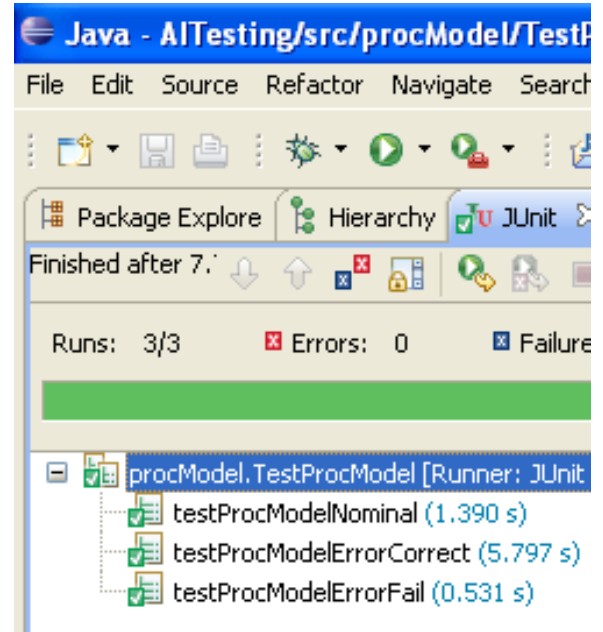 Java - AITesting/src/procModel/TestP
File Edit Source Refactor Navigate Search
Package Explore Hierarchy JUnit
Finished after 7.
Runs: 3/3 Errors: 0 Failure
procModel.TestProcModel [Runner: JUnit
testProcModelNominal (1.390 s)
testProcModelErrorCorrect (5.797 s)
testProcModelErrorFail (0.531 s)